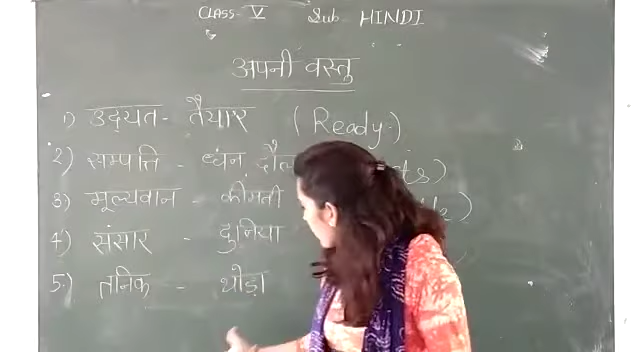 CLASS- V Sub HINDI
अपनी वस्तु
1) उद्यत - तैयार (Ready)
2) सम्पत्ति - धन दौ
3) मूल्यवान - कीमती
4) संसार - दुनिया
5) तनिक - थोड़ा